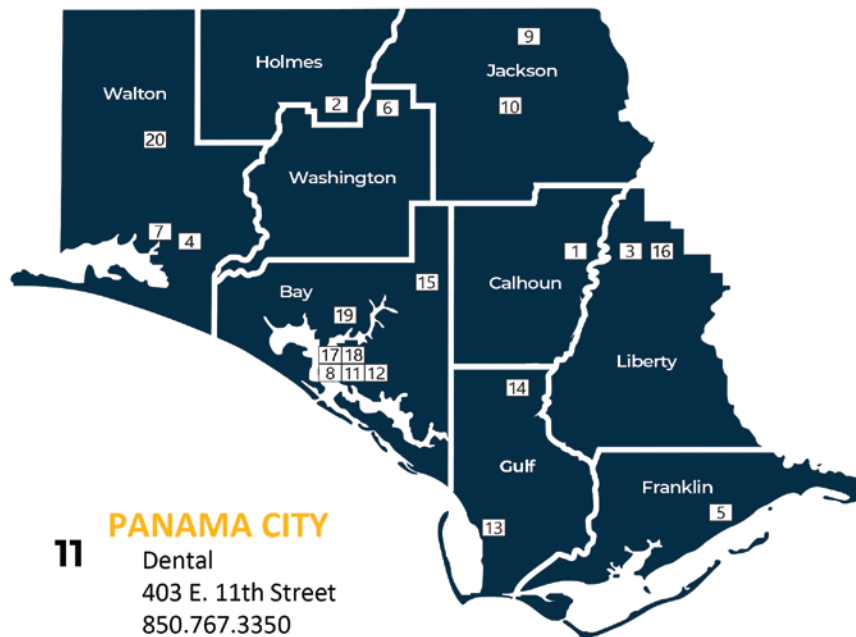 9
Holmes
Jackson
Walton
2
6
10
20
Washington
7
4
1
3
16
15
Calhoun
Bay
19
17 18
8 11 12
Liberty
14
Gulf
Franklin
5
13
PANAMA CITY
11
Dental
403 E. 11th Street
850.767.3350